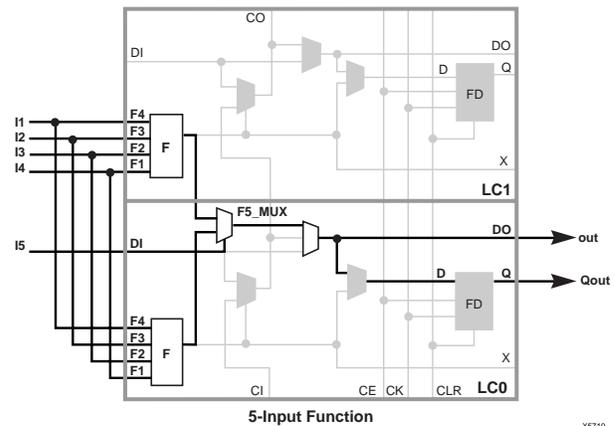 CO
DI
DO
D
Q
FD
I1
I2
I3
I4
F4
F3
F2
F1
F
X
LC1
F5_MUX
I5
DI
DO
out
D
Q
Qout
FD
F4
F3
F2
F1
F
X
CI
CE
CK
CLR
LC0
5-Input Function
X5710